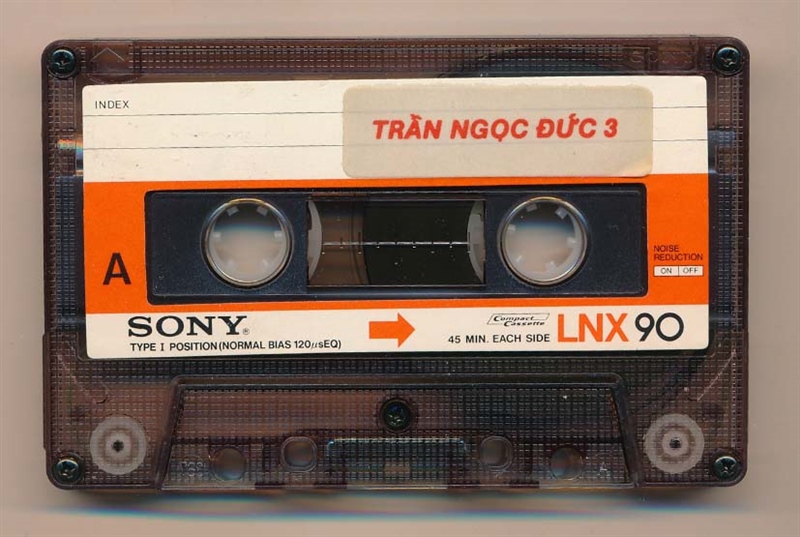 INDEX
TRẦN NGỌC ĐỨC 3
A
NOISE
REDUCTION
ON OFF
SONY®
TYPE I POSITION (NORMAL BIAS 120µsEQ)
Compact
Cassette
45 MIN. EACH SIDE LNX 90